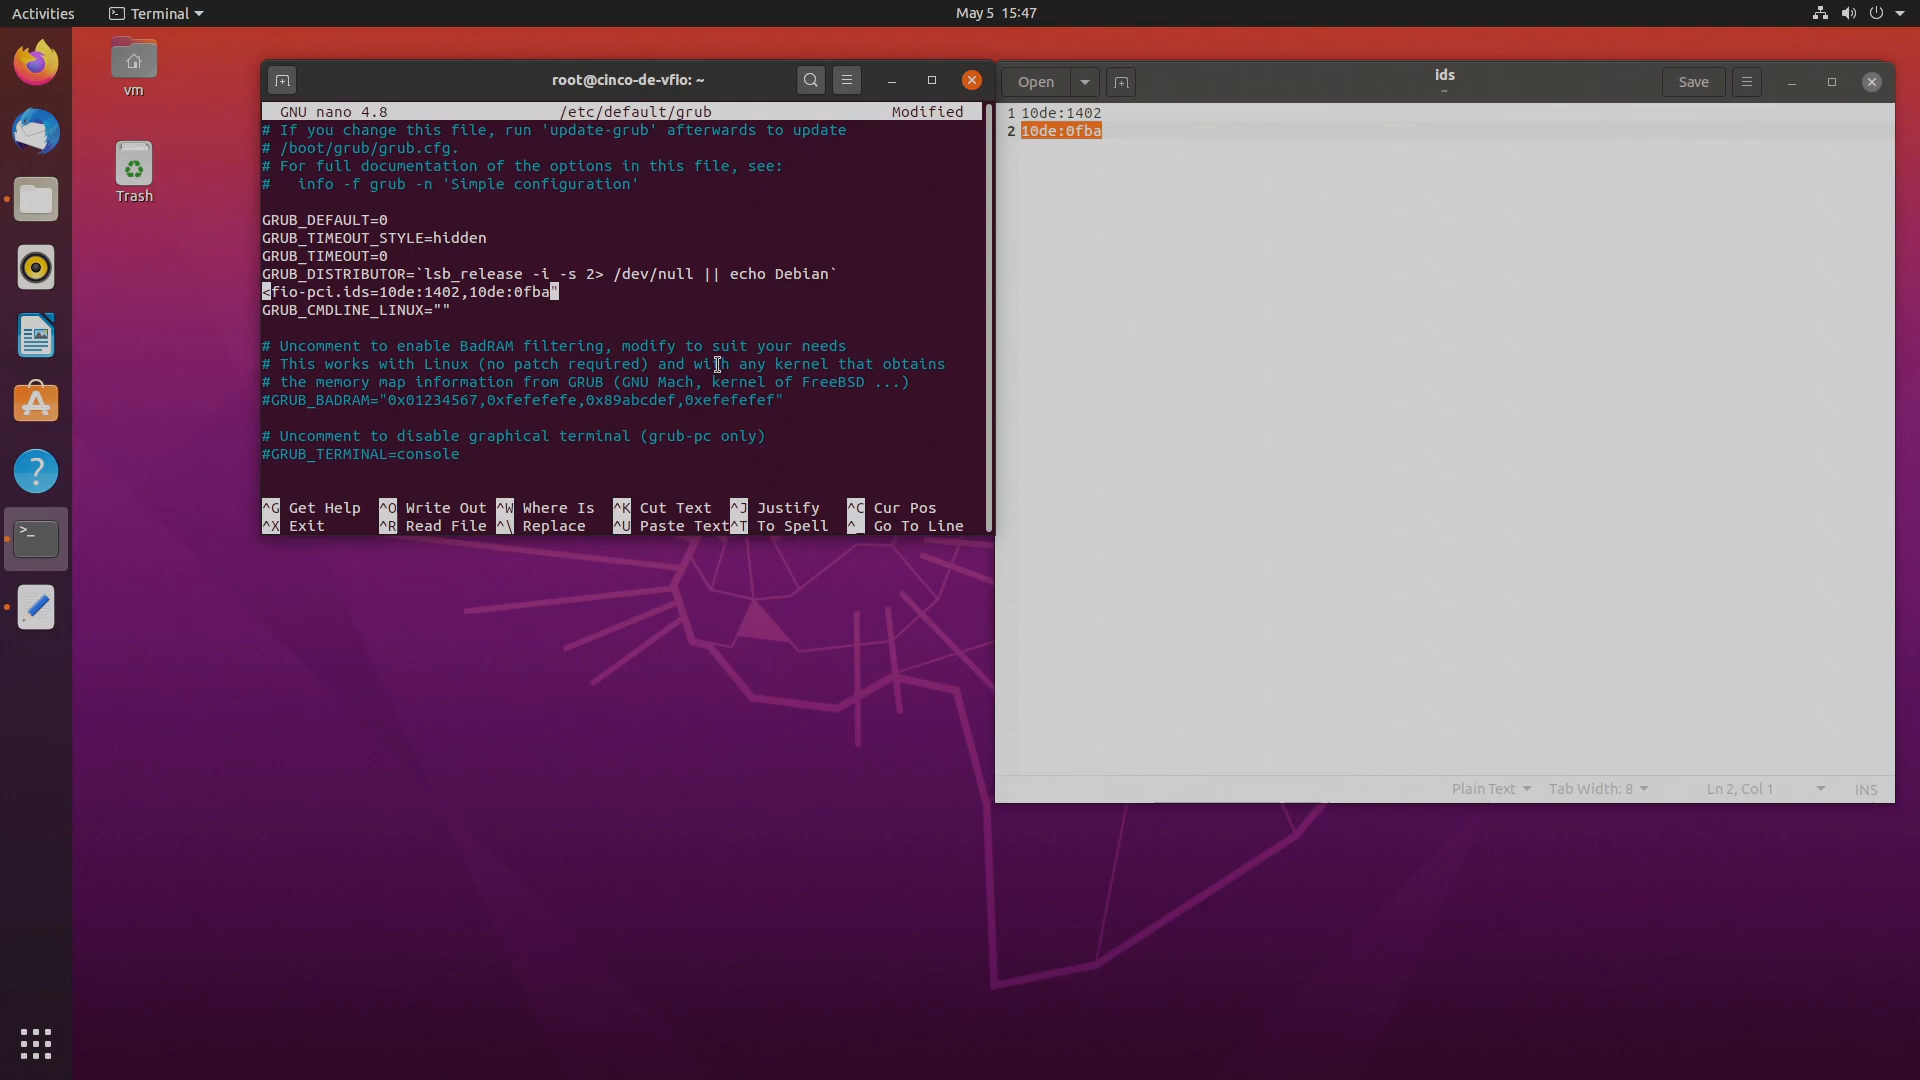 Activities
Terminal
May 5 15:47
vm
Trash
root@cinco-de-vfio: ~
GNU nano 4.8 /etc/default/grub Modified
# If you change this file, run 'update-grub' afterwards to update
# /boot/grub/grub.cfg.
# For full documentation of the options in this file, see:
#   info -f grub -n 'Simple configuration'
GRUB_DEFAULT=0
GRUB_TIMEOUT_STYLE=hidden
GRUB_TIMEOUT=0
GRUB_DISTRIBUTOR=`lsb_release -i -s 2> /dev/null || echo Debian`
<fio-pci.ids=10de:1402,10de:0fba"
GRUB_CMDLINE_LINUX=""
# Uncomment to enable BadRAM filtering, modify to suit your needs
# This works with Linux (no patch required) and with any kernel that obtains
# the memory map information from GRUB (GNU Mach, kernel of FreeBSD ...)
#GRUB_BADRAM="0x01234567,0xfefefefe,0x89abcdef,0xefefefef"
# Uncomment to disable graphical terminal (grub-pc only)
#GRUB_TERMINAL=console
^G Get Help ^O Write Out ^W Where Is ^K Cut Text ^J Justify ^C Cur Pos
^X Exit ^R Read File ^\ Replace ^U Paste Text^T To Spell ^_ Go To Line
Open
ids
~
Save
1 10de:1402
2 10de:0fba
Plain Text Tab Width: 8 Ln 2, Col 1 INS